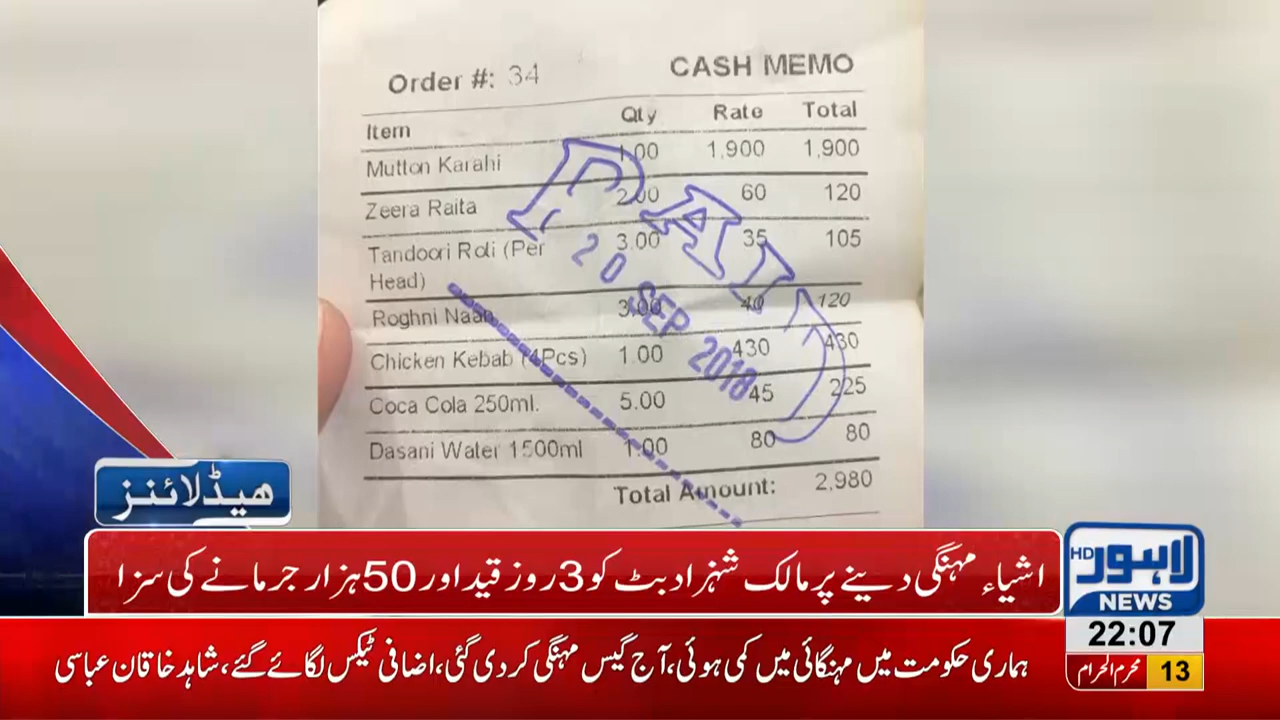 Order #: 34 CASH MEMO
Item Qty Rate Total
Mutton Karahi 1.00 1,900 1,900
Zeera Raita 2.00 60 120
Tandoori Roti (Per 3.00 35 105
Head)
Roghni Naan 3.00 40 120
Chicken Kebab (4Pcs) 1.00 430 430
Coca Cola 250ml. 5.00 45 225
Dasani Water 1500ml 1.00 80 80
Total Amount: 2,980
PAID
20 SEP 2018
ھیڈلائنز
اشیاء مہنگی دینے پر مالک شہزاد بٹ کو 3 روز قید اور 50 ہزار جرمانے کی سزا
HD لاہور
NEWS
22:07
ہماری حکومت میں مہنگائی میں کمی ہوئی، آج گیس مہنگی کر دی گئی، اضافی ٹیکس لگائے گئے، شاہد خاقان عباسی
13 محرم الحرام